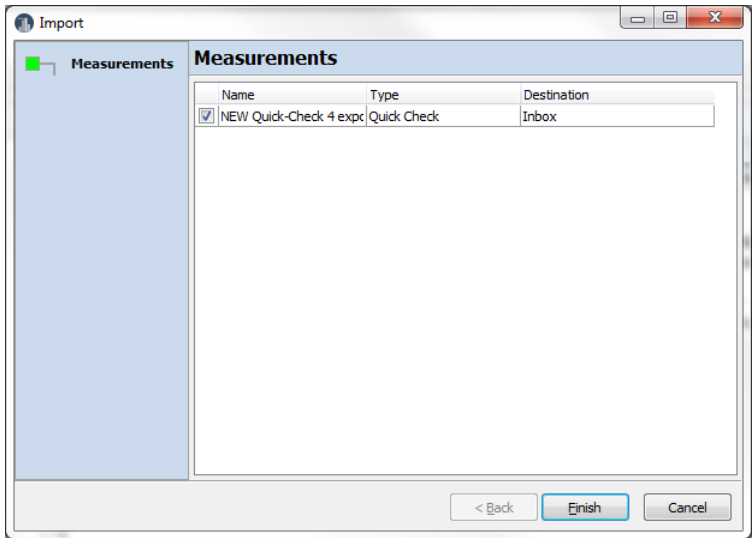 Import
Measurements
Measurements
Name Type Destination
NEW Quick-Check 4 expo Quick Check Inbox
< Back Finish Cancel